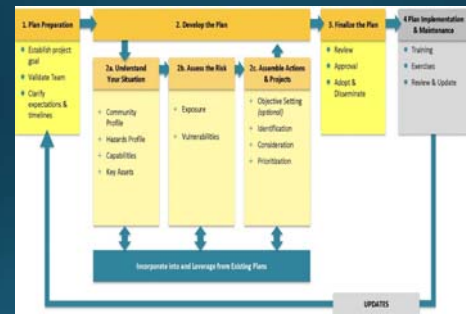 1. Plan Preparation
Establish project
goal
Validate Team
Clarify
expectations &
timelines
2. Develop the Plan
2a. Understand
Your Situation
Community
Profile
Hazards Profile
Capabilities
Key Assets
2b. Assess the Risk
Exposure
Vulnerabilities
2c. Assemble Actions
& Projects
Objective Setting
(optional)
Identification
Consideration
Prioritization
Incorporate into and Leverage from Existing Plans
3. Finalize the Plan
Review
Approval
Adopt &
Disseminate
4 Plan Implementation
& Maintenance
Training
Exercises
Review & Update
UPDATES